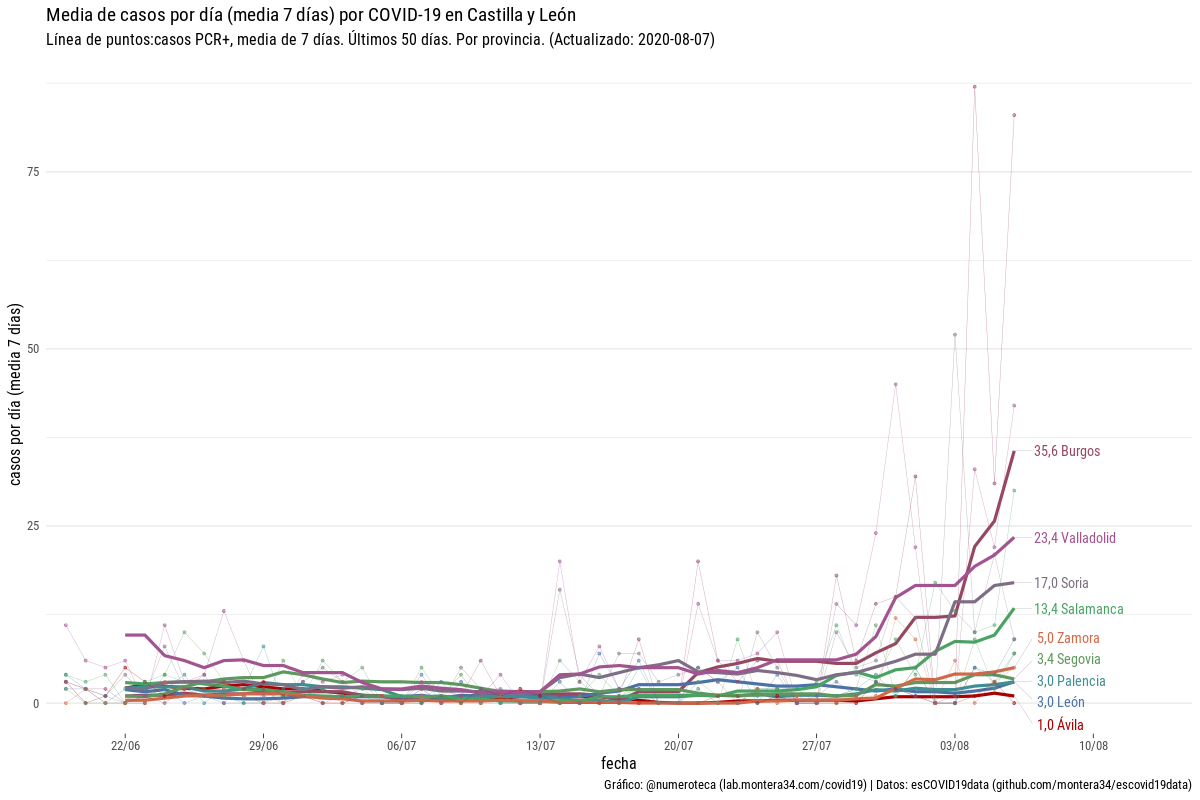 Media de casos por día (media 7 días) por COVID-19 en Castilla y León
Línea de puntos:casos PCR+, media de 7 días. Últimos 50 días. Por provincia. (Actualizado: 2020-08-07)
casos por día (media 7 días)
75
50
25
0
35,6 Burgos
23,4 Valladolid
17,0 Soria
13,4 Salamanca
5,0 Zamora
3,4 Segovia
3,0 Palencia
3,0 León
1,0 Ávila
22/06 29/06 06/07 13/07 20/07 27/07 03/08 10/08
fecha
Gráfico: @numeroteca (lab.montera34.com/covid19) | Datos: esCOVID19data (github.com/montera34/escovid19data)